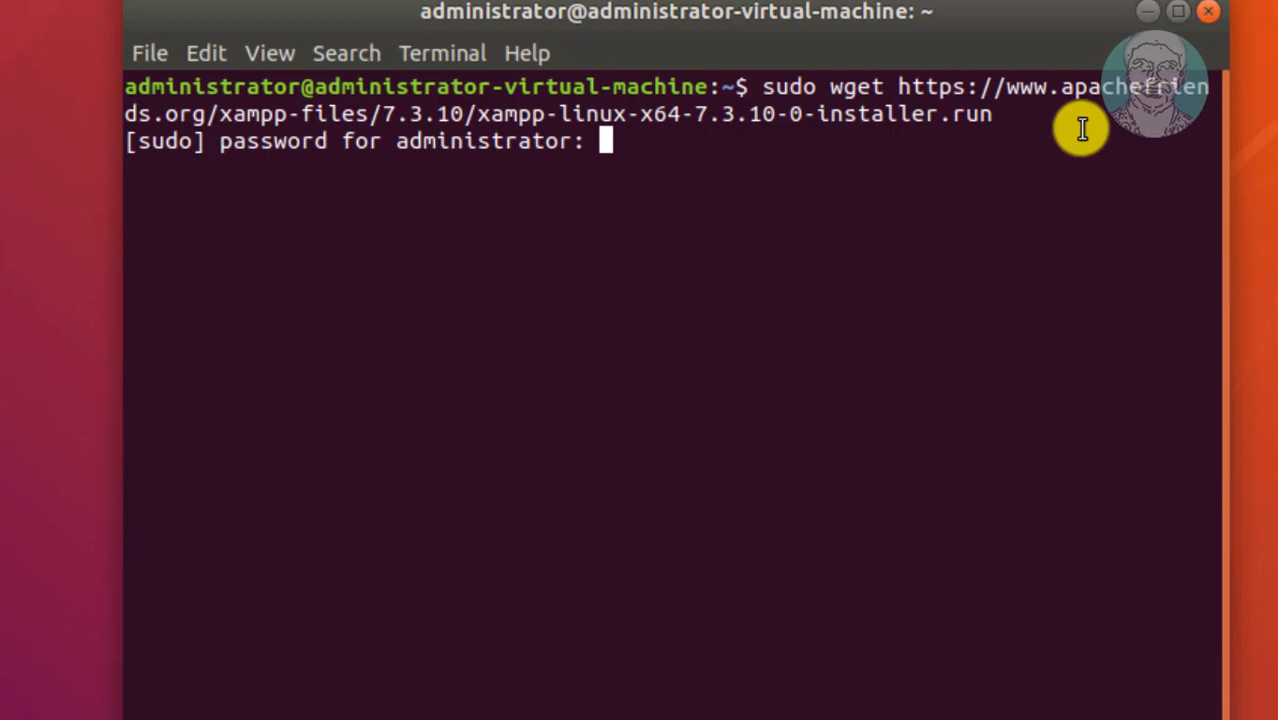 administrator@administrator-virtual-machine: ~
File Edit View Search Terminal Help
administrator@administrator-virtual-machine:~$ sudo wget https://www.apachefrien
ds.org/xampp-files/7.3.10/xampp-linux-x64-7.3.10-0-installer.run
[sudo] password for administrator: